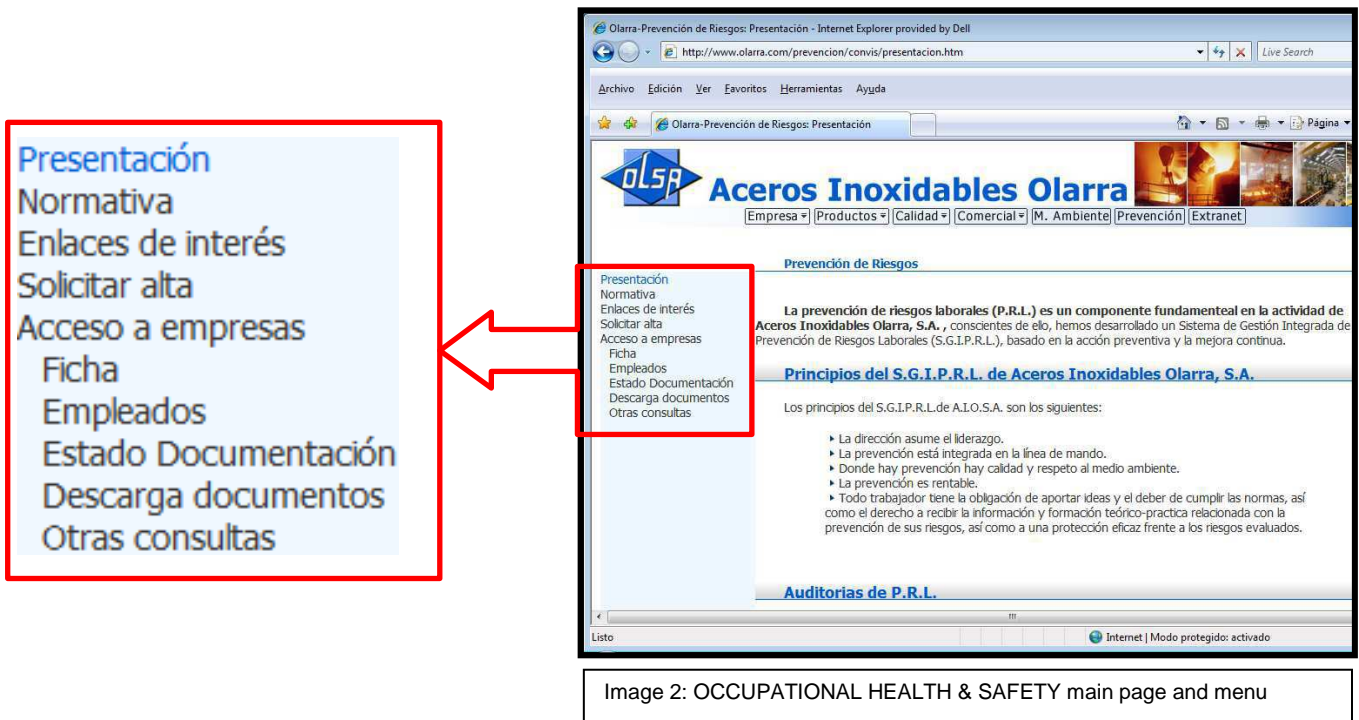 Presentación
Normativa
Enlaces de interés
Solicitar alta
Acceso a empresas
Ficha
Empleados
Estado Documentación
Descarga documentos
Otras consultas
Olarra-Prevención de Riesgos: Presentación - Internet Explorer provided by Dell
http://www.olarra.com/prevencion/convis/presentacion.htm
Live Search
Archivo Edición Ver Favoritos Herramientas Ayuda
Olarra-Prevención de Riesgos: Presentación
Página
OLSA
Aceros Inoxidables Olarra
Empresa Productos Calidad Comercial M. Ambiente Prevención Extranet
Presentación
Normativa
Enlaces de interés
Solicitar alta
Acceso a empresas
Ficha
Empleados
Estado Documentación
Descarga documentos
Otras consultas
Prevención de Riesgos
La prevención de riesgos laborales (P.R.L.) es un componente fundamenteal en la actividad de
Aceros Inoxidables Olarra, S.A. , conscientes de ello, hemos desarrollado un Sistema de Gestión Integrada de
Prevención de Riesgos Laborales (S.G.I.P.R.L.), basado en la acción preventiva y la mejora continua.
Principios del S.G.I.P.R.L. de Aceros Inoxidables Olarra, S.A.
Los principios del S.G.I.P.R.L.de A.I.O.S.A. son los siguientes:
La dirección asume el liderazgo.
La prevención está integrada en la línea de mando.
Donde hay prevención hay calidad y respeto al medio ambiente.
La prevención es rentable.
Todo trabajador tiene la obligación de aportar ideas y el deber de cumplir las normas, así
como el derecho a recibir la información y formación teórico-practica relacionada con la
prevención de sus riesgos, así como a una protección eficaz frente a los riesgos evaluados.
Auditorias de P.R.L.
Listo
Internet | Modo protegido: activado
Image 2: OCCUPATIONAL HEALTH & SAFETY main page and menu